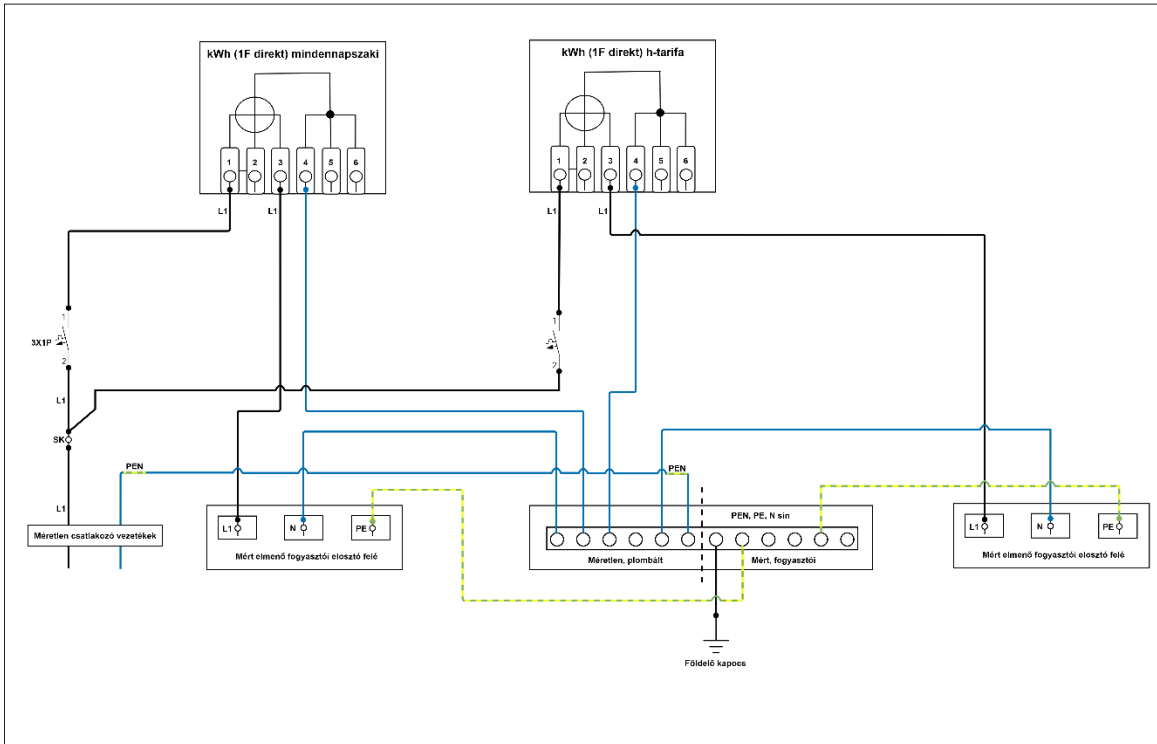 kWh (1F direkt) mindennapszaki
kWh (1F direkt) h-tarifa
1 2 3 4 5 6
1 2 3 4 5 6
L1 L1
L1 L1
1
3X1P
2
1
2
L1
SK
PEN
PEN
L1
Méretlen csatlakozó vezetékek
L1 N PE
Mért elmenő fogyasztói elosztó felé
PEN, PE, N sin
Méretlen, plombált
Mért, fogyasztói
L1 N PE
Mért elmenő fogyasztói elosztó felé
Földelő kapocs